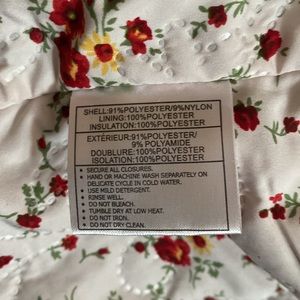 SHELL:91%POLYESTER/9%NYLON
LINING:100%POLYESTER
INSULATION:100%POLYESTER
EXTÉRIEUR:91%POLYESTER/
9% POLYAMIDE
DOUBLURE:100%POLYESTER
ISOLATION:100%POLYESTER
• SECURE ALL CLOSURES.
• HAND OR MACHINE WASH SEPARATELY ON
DELICATE CYCLE IN COLD WATER.
• USE MILD DETERGENT.
• RINSE WELL.
• DO NOT BLEACH.
• TUMBLE DRY AT LOW HEAT.
• DO NOT IRON.
• DO NOT DRY CLEAN.